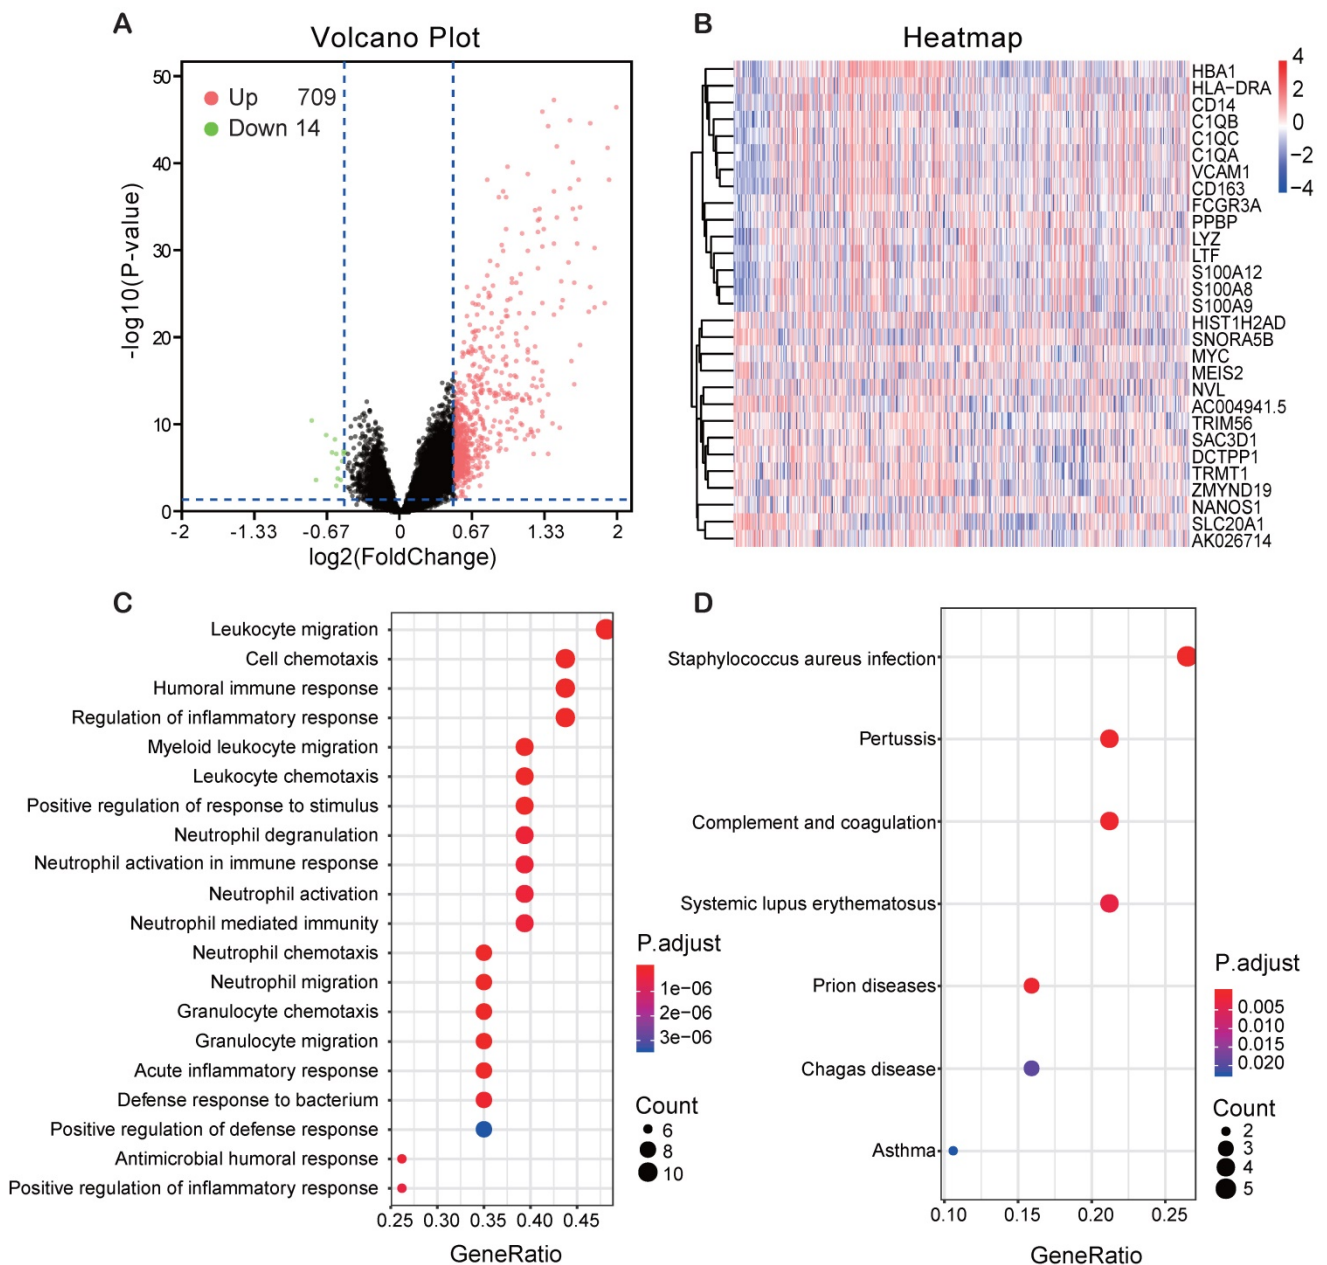 A
Volcano Plot
50
40
30
20
10
0
-log10(P-value)
Up 709
Down 14
-2
-1.33
-0.67
0
0.67
1.33
2
log2(FoldChange)
B
Heatmap
HBA1
HLA−DRA
CD14
C1QB
C1QC
C1QA
VCAM1
CD163
FCGR3A
PPBP
LYZ
LTF
S100A12
S100A8
S100A9
HIST1H2AD
SNORA5B
MYC
MEIS2
NVL
AC004941.5
TRIM56
SAC3D1
DCTPP1
TRMT1
ZMYND19
NANOS1
SLC20A1
AK026714
4
2
0
−2
−4
C
Leukocyte migration
Cell chemotaxis
Humoral immune response
Regulation of inflammatory response
Myeloid leukocyte migration
Leukocyte chemotaxis
Positive regulation of response to stimulus
Neutrophil degranulation
Neutrophil activation in immune response
Neutrophil activation
Neutrophil mediated immunity
Neutrophil chemotaxis
Neutrophil migration
Granulocyte chemotaxis
Granulocyte migration
Acute inflammatory response
Defense response to bacterium
Positive regulation of defense response
Antimicrobial humoral response
Positive regulation of inflammatory response
0.25 0.30 0.35 0.40 0.45
GeneRatio
P.adjust
1e−06
2e−06
3e−06
Count
6
8
10
D
Staphylococcus aureus infection
Pertussis
Complement and coagulation
Systemic lupus erythematosus
Prion diseases
Chagas disease
Asthma
0.10 0.15 0.20 0.25
GeneRatio
P.adjust
0.005
0.010
0.015
0.020
Count
2
3
4
5